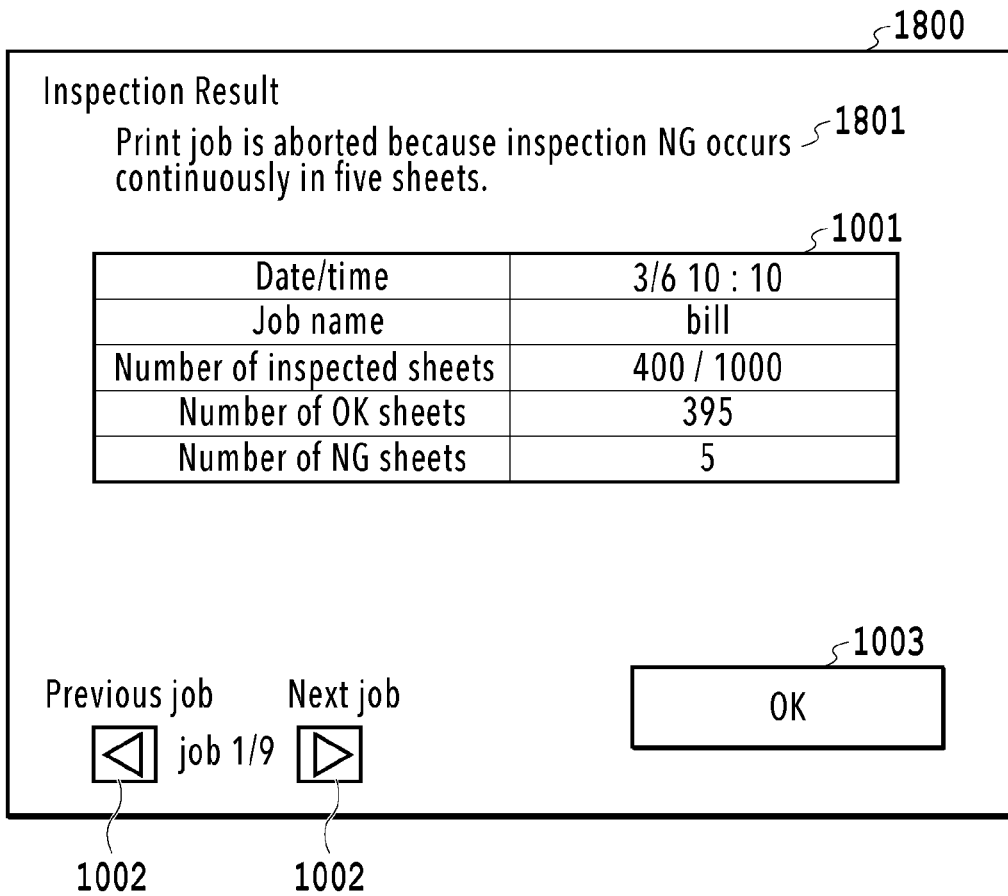 1800
Inspection Result
Print job is aborted because inspection NG occurs
continuously in five sheets.
1801
1001
Date/time 3/6 10 : 10
Job name bill
Number of inspected sheets 400 / 1000
Number of OK sheets 395
Number of NG sheets 5
1003
Previous job Next job
job 1/9
OK
1002 1002